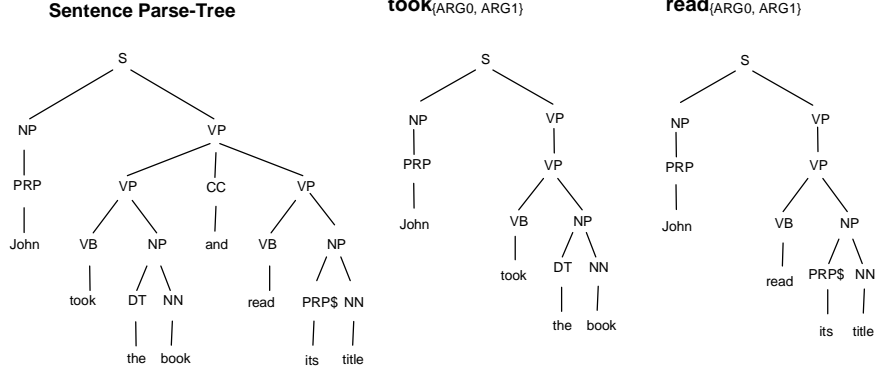 Sentence Parse-Tree
S
NP VP
PRP VP CC VP
John VB NP and VB NP
took DT NN read PRP$ NN
the book its title
took{ARG0, ARG1}
S
NP VP
PRP VP
John VB NP
took DT NN
the book
read{ARG0, ARG1}
S
NP VP
PRP VP
John VB NP
read PRP$ NN
its title